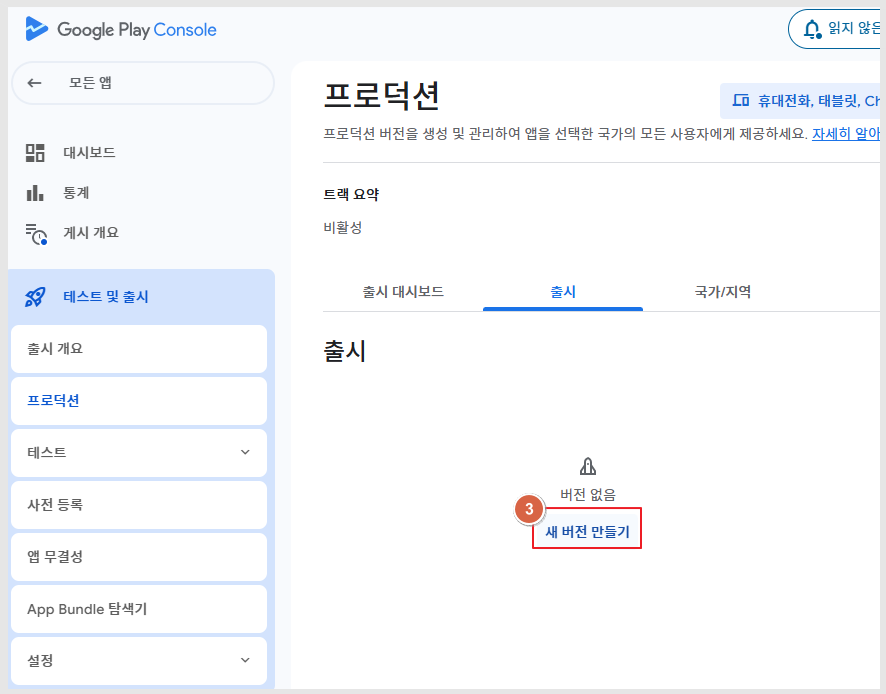 Google Play Console
읽지 않은
모든 앱
대시보드
통계
게시 개요
테스트 및 출시
출시 개요
프로덕션
테스트
사전 등록
앱 무결성
App Bundle 탐색기
설정
프로덕션
휴대전화, 태블릿, Ch
프로덕션 버전을 생성 및 관리하여 앱을 선택한 국가의 모든 사용자에게 제공하세요. 자세히 알아
트랙 요약
비활성
출시 대시보드 출시 국가/지역
출시
버전 없음
3
새 버전 만들기